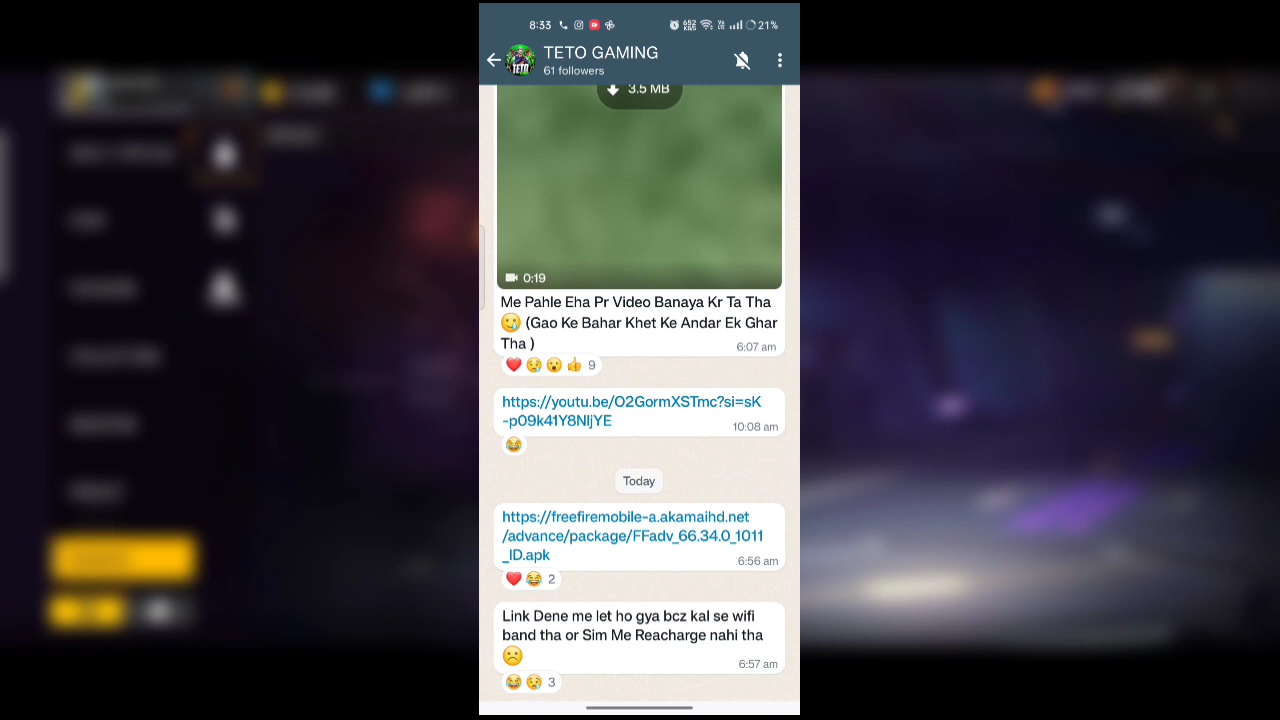 8:33
652
KB/S
21%
TETO GAMING
61 followers
3.5 MB
0:19
Me Pahle Eha Pr Video Banaya Kr Ta Tha
🥲 (Gao Ke Bahar Khet Ke Andar Ek Ghar
Tha )
6:07 am
9
https://youtu.be/O2GormXSTmc?si=sK
-p09k41Y8NljYE
10:08 am
Today
https://freefiremobile-a.akamaihd.net
/advance/package/FFadv_66.34.0_1011
_ID.apk
6:56 am
2
Link Dene me let ho gya bcz kal se wifi
band tha or Sim Me Reacharge nahi tha
☹️
6:57 am
3